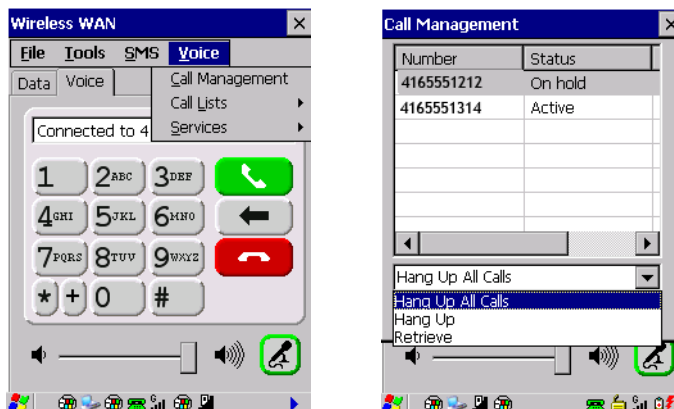 Wireless WAN
File Tools SMS Voice
Data Voice
Call Management
Call Lists
Services
Connected to 4
1 2ABC 3DEF
4GHI 5JKL 6MNO
7PQRS 8TUV 9WXYZ
* + 0 #
Call Management
Number Status
4165551212 On hold
4165551314 Active
Hang Up All Calls
Hang Up All Calls
Hang Up
Retrieve